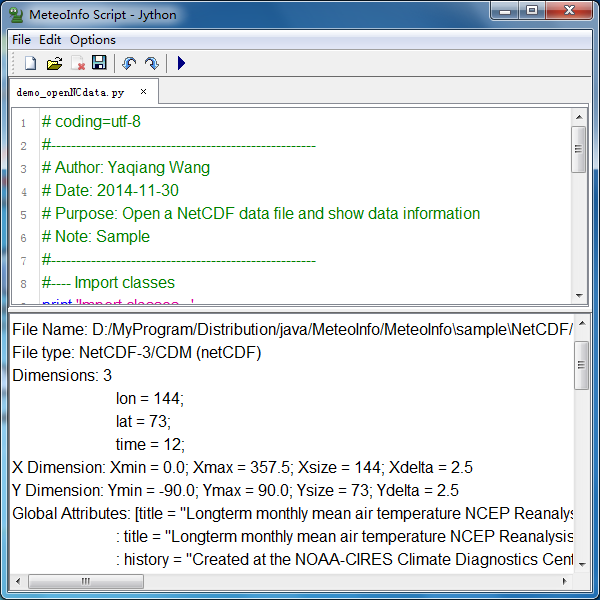 MeteoInfo Script - Jython
File Edit Options
demo_openNCdata.py ×
1 # coding=utf-8
2 #-----------------------------------------------------
3 # Author: Yaqiang Wang
4 # Date: 2014-11-30
5 # Purpose: Open a NetCDF data file and show data information
6 # Note: Sample
7 #-----------------------------------------------------
8 #---- Import classes
print 'Import classes...'
File Name: D:/MyProgram/Distribution/java/MeteoInfo/MeteoInfo\sample\NetCDF/
File type: NetCDF-3/CDM (netCDF)
Dimensions: 3
lon = 144;
lat = 73;
time = 12;
X Dimension: Xmin = 0.0; Xmax = 357.5; Xsize = 144; Xdelta = 2.5
Y Dimension: Ymin = -90.0; Ymax = 90.0; Ysize = 73; Ydelta = 2.5
Global Attributes: [title = "Longterm monthly mean air temperature NCEP Reanalys
: title = "Longterm monthly mean air temperature NCEP Reanalysis
: history = "Created at the NOAA-CIRES Climate Diagnostics Cent